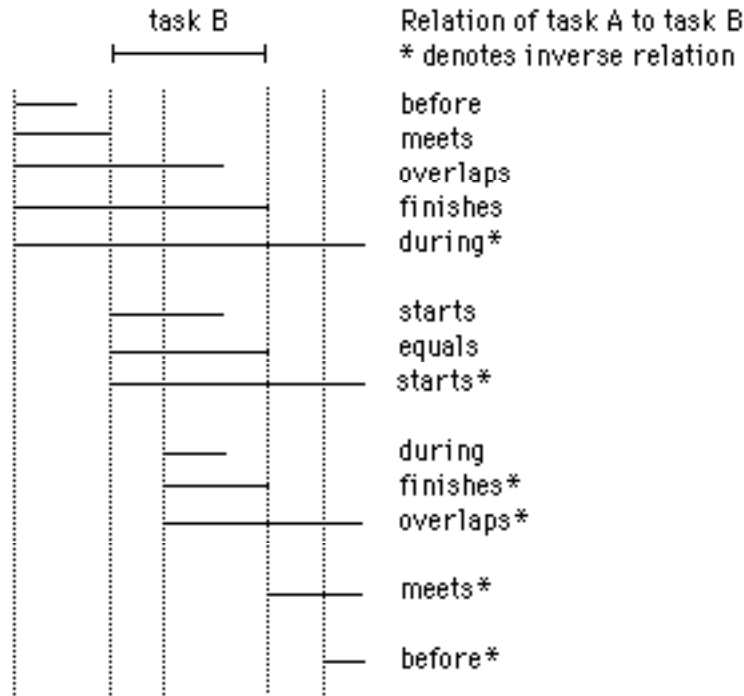 task B
Relation of task A to task B
* denotes inverse relation
before
meets
overlaps
finishes
during*
starts
equals
starts*
during
finishes*
overlaps*
meets*
before*